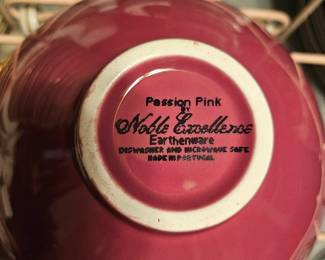 Passion Pink
BY
Noble Excellence
Earthenware
DISHWASHER AND MICROWAVE SAFE
MADE IN PORTUGAL